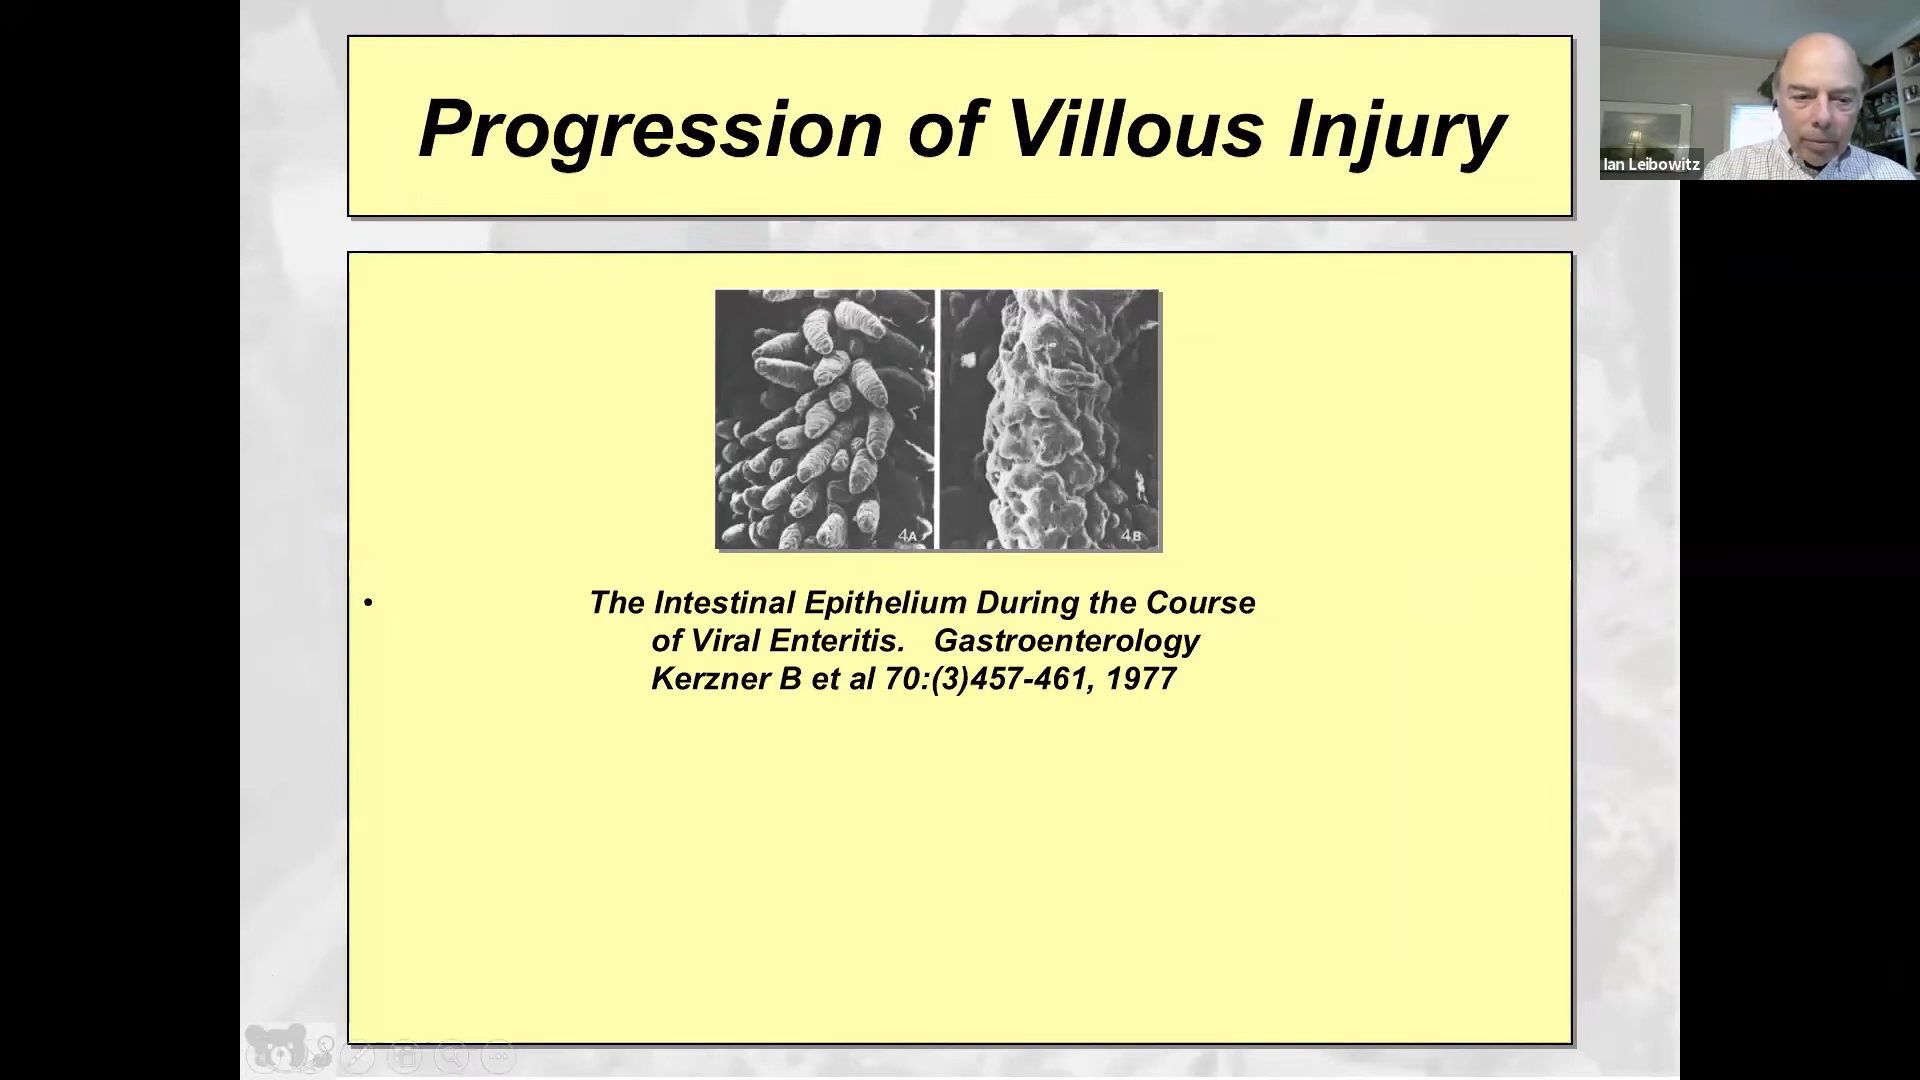 Progression of Villous Injury
Ian Leibowitz
4A
4B
• The Intestinal Epithelium During the Course
of Viral Enteritis. Gastroenterology
Kerzner B et al 70:(3)457-461, 1977